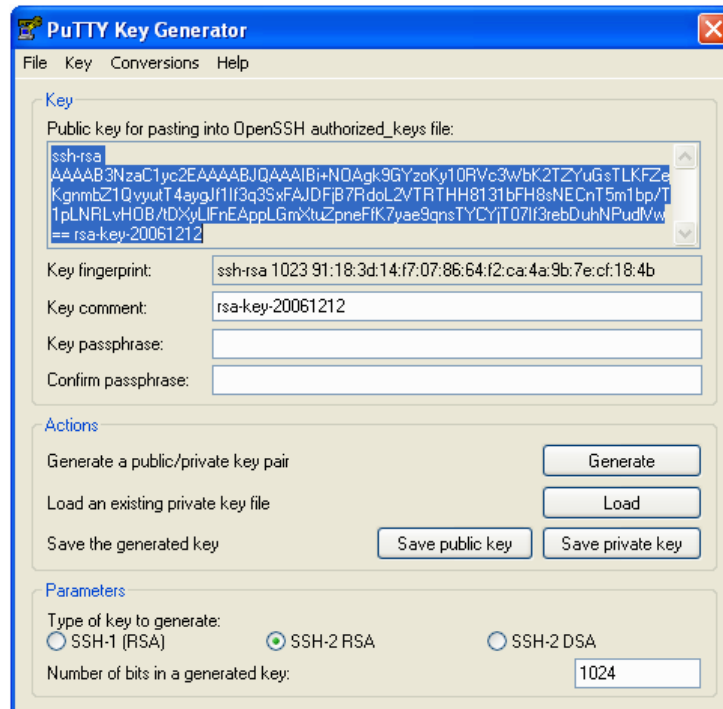 PuTTY Key Generator
File Key Conversions Help
Key
Public key for pasting into OpenSSH authorized_keys file:
ssh-rsa
AAAAB3NzaC1yc2EAAAABJQAAAIBi+NOAgk9GYzoKy10RVc3WbK2TZYuGsTLKFZe
KgnmbZ1QvyutT4aygJf1If3q3SxFAJDFjB7RdoL2VTRTHH8131bFH8sNECnT5m1bp/T
1pLNRLvHOB/tDXyLlFnEAppLGmXtuZpneFfK7yae9qnsTYCYjT07If3rebDuhNPudlVw
== rsa-key-20061212
Key fingerprint: ssh-rsa 1023 91:18:3d:14:f7:07:86:64:f2:ca:4a:9b:7e:cf:18:4b
Key comment: rsa-key-20061212
Key passphrase:
Confirm passphrase:
Actions
Generate a public/private key pair Generate
Load an existing private key file Load
Save the generated key Save public key Save private key
Parameters
Type of key to generate:
SSH-1 (RSA) SSH-2 RSA SSH-2 DSA
Number of bits in a generated key: 1024